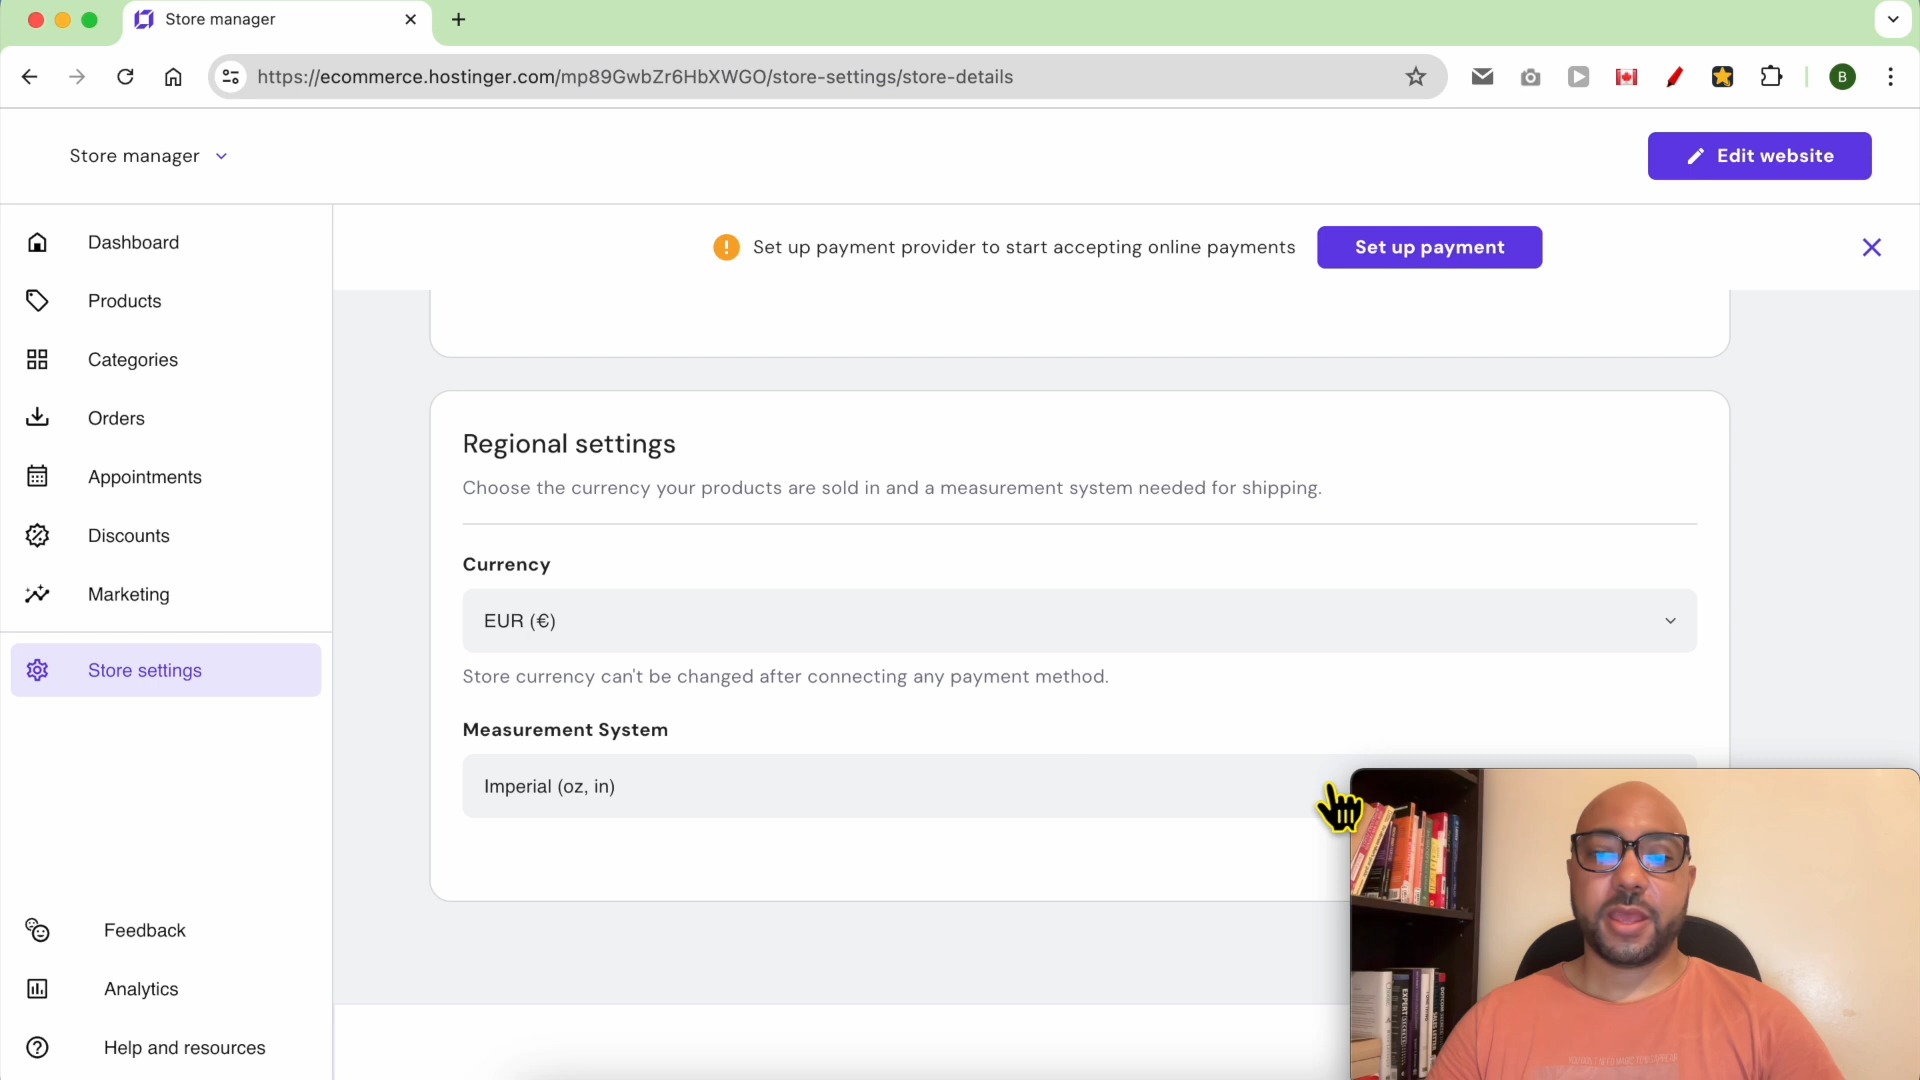 Store manager
https://ecommerce.hostinger.com/mp89GwbZr6HbXWGO/store-settings/store-details
B
Store manager
Edit website
Dashboard
Set up payment provider to start accepting online payments
Set up payment
Products
Categories
Orders
Appointments
Discounts
Marketing
Store settings
Feedback
Analytics
Help and resources
Regional settings
Choose the currency your products are sold in and a measurement system needed for shipping.
Currency
EUR (€)
Store currency can't be changed after connecting any payment method.
Measurement System
Imperial (oz, in)
EXPERT